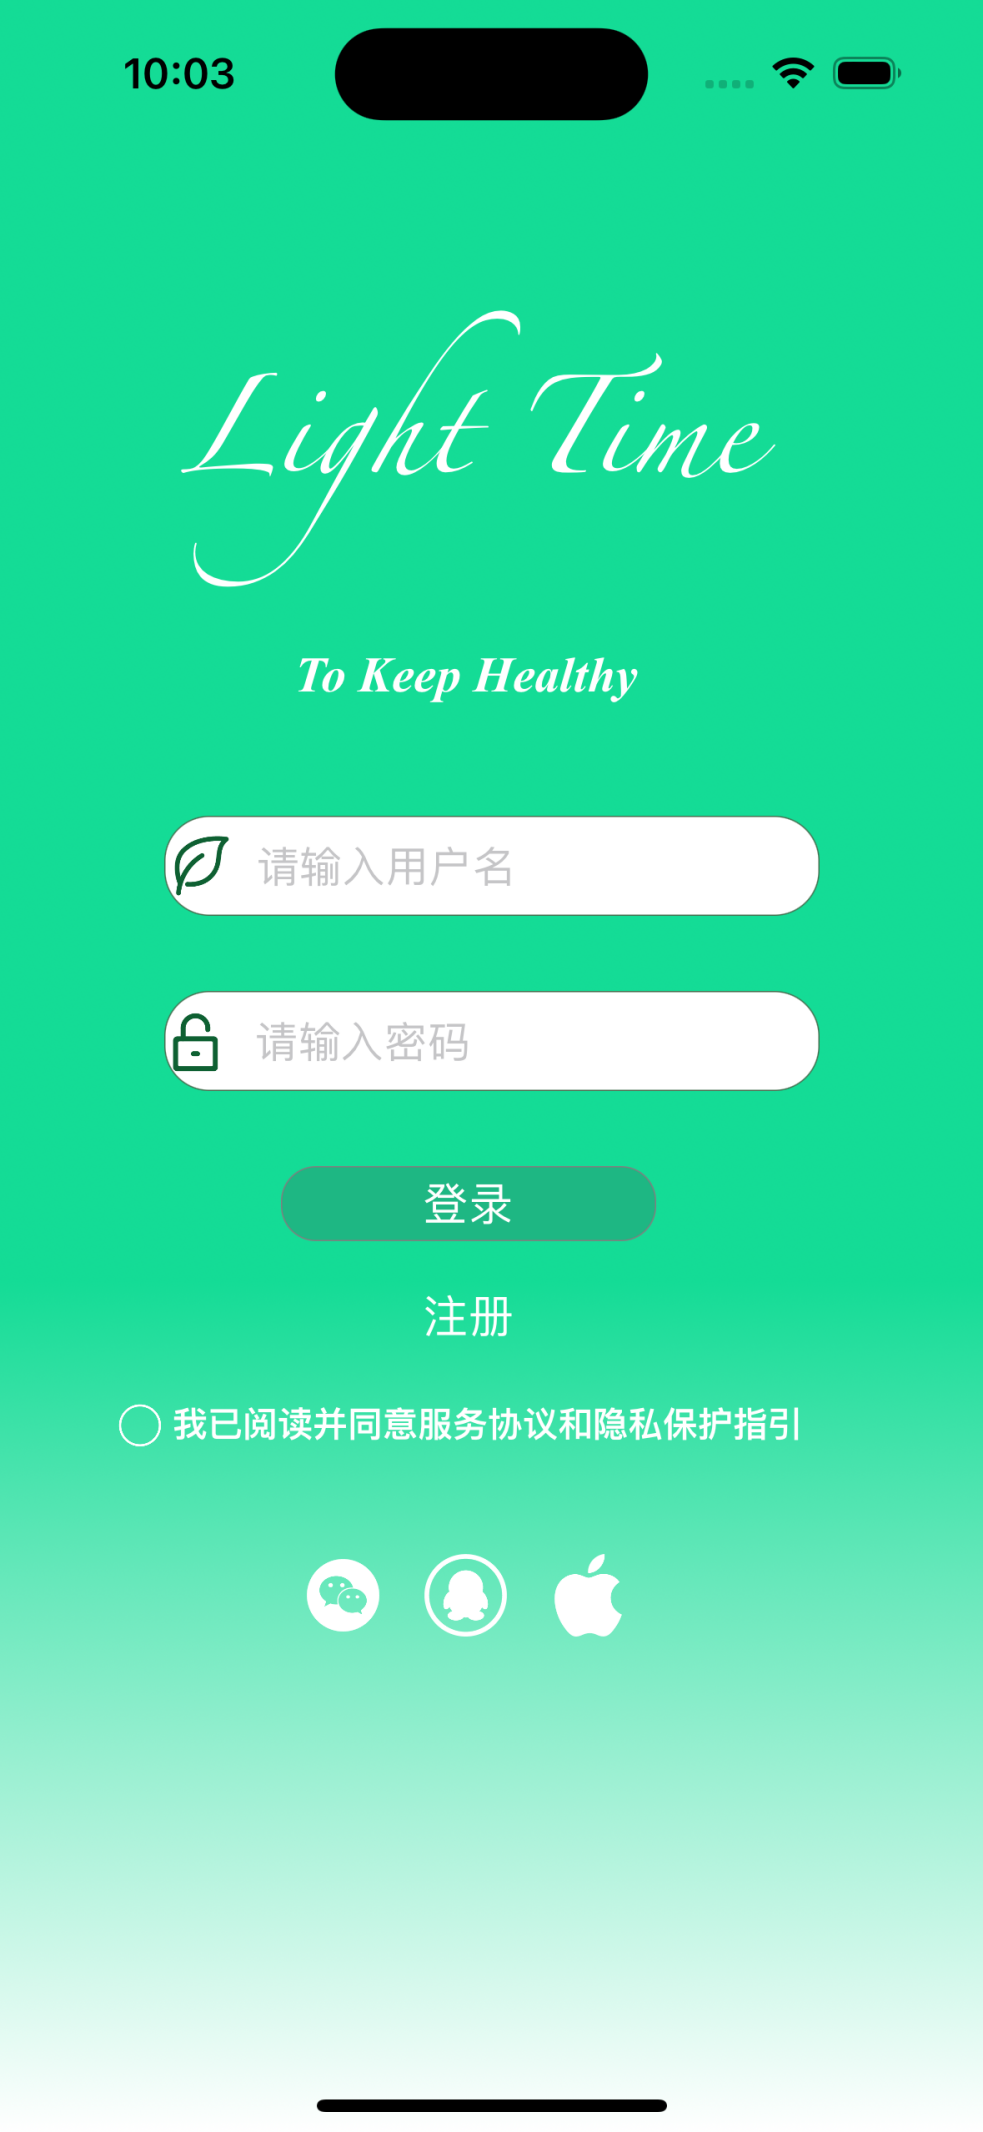 10:03
Light Time
To Keep Healthy
请输入用户名
请输入密码
登录
注册
我已阅读并同意服务协议和隐私保护指引